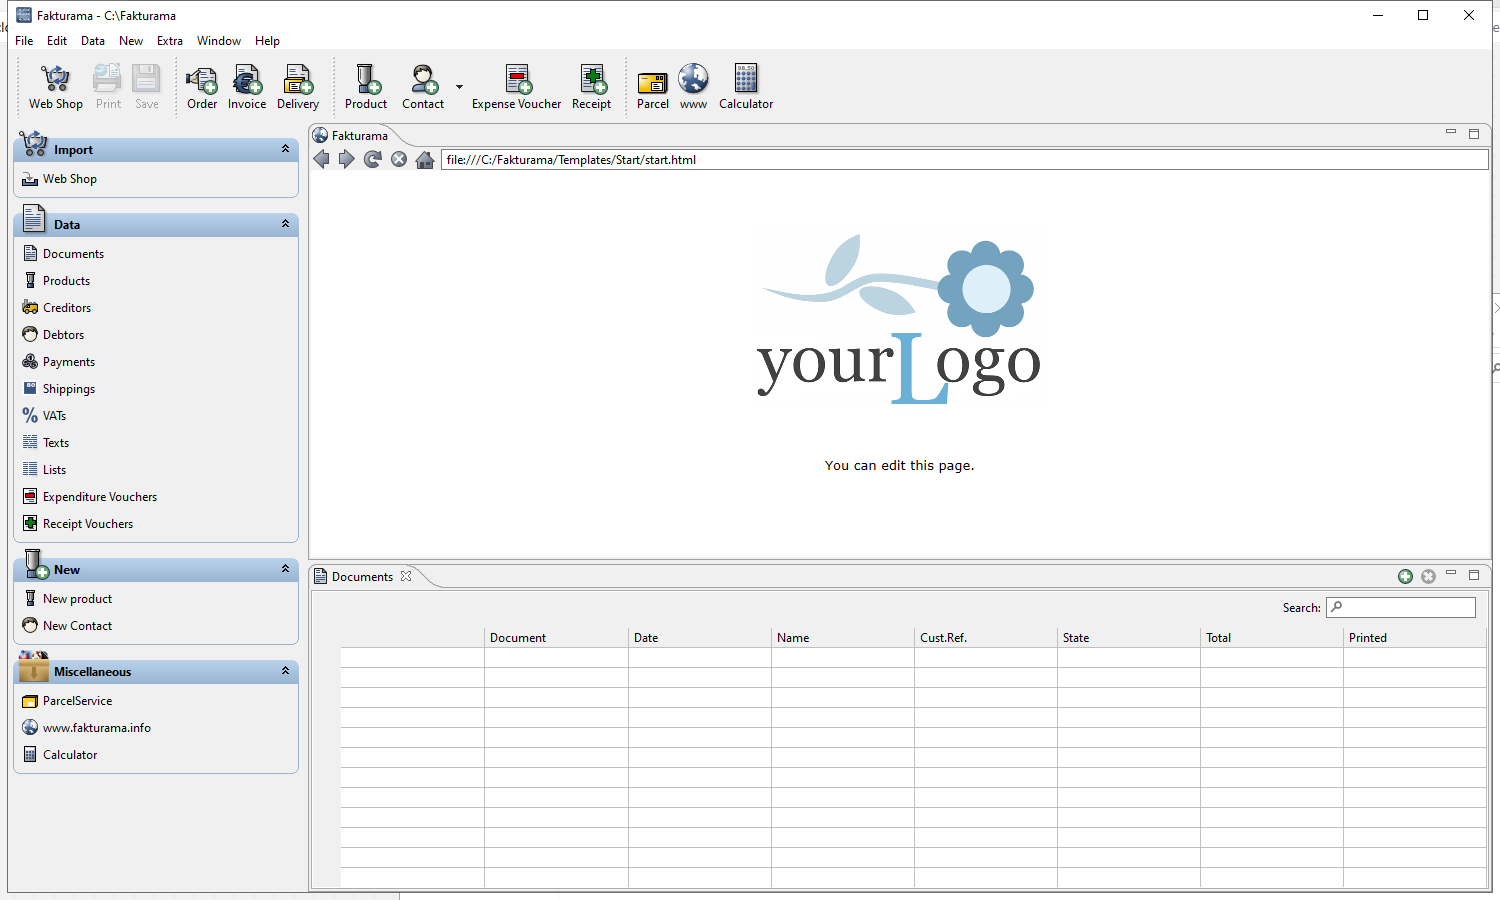 Fakturama - C:\Fakturama
File Edit Data New Extra Window Help
Web Shop Print Save Order Invoice Delivery Product Contact Expense Voucher Receipt Parcel www Calculator
Import
Web Shop
Data
Documents
Products
Creditors
Debtors
Payments
Shippings
VATs
Texts
Lists
Expenditure Vouchers
Receipt Vouchers
New
New product
New Contact
Miscellaneous
ParcelService
www.fakturama.info
Calculator
Fakturama
file:///C:/Fakturama/Templates/Start/start.html
yourLogo
You can edit this page.
Documents
Search:
Document Date Name Cust.Ref. State Total Printed